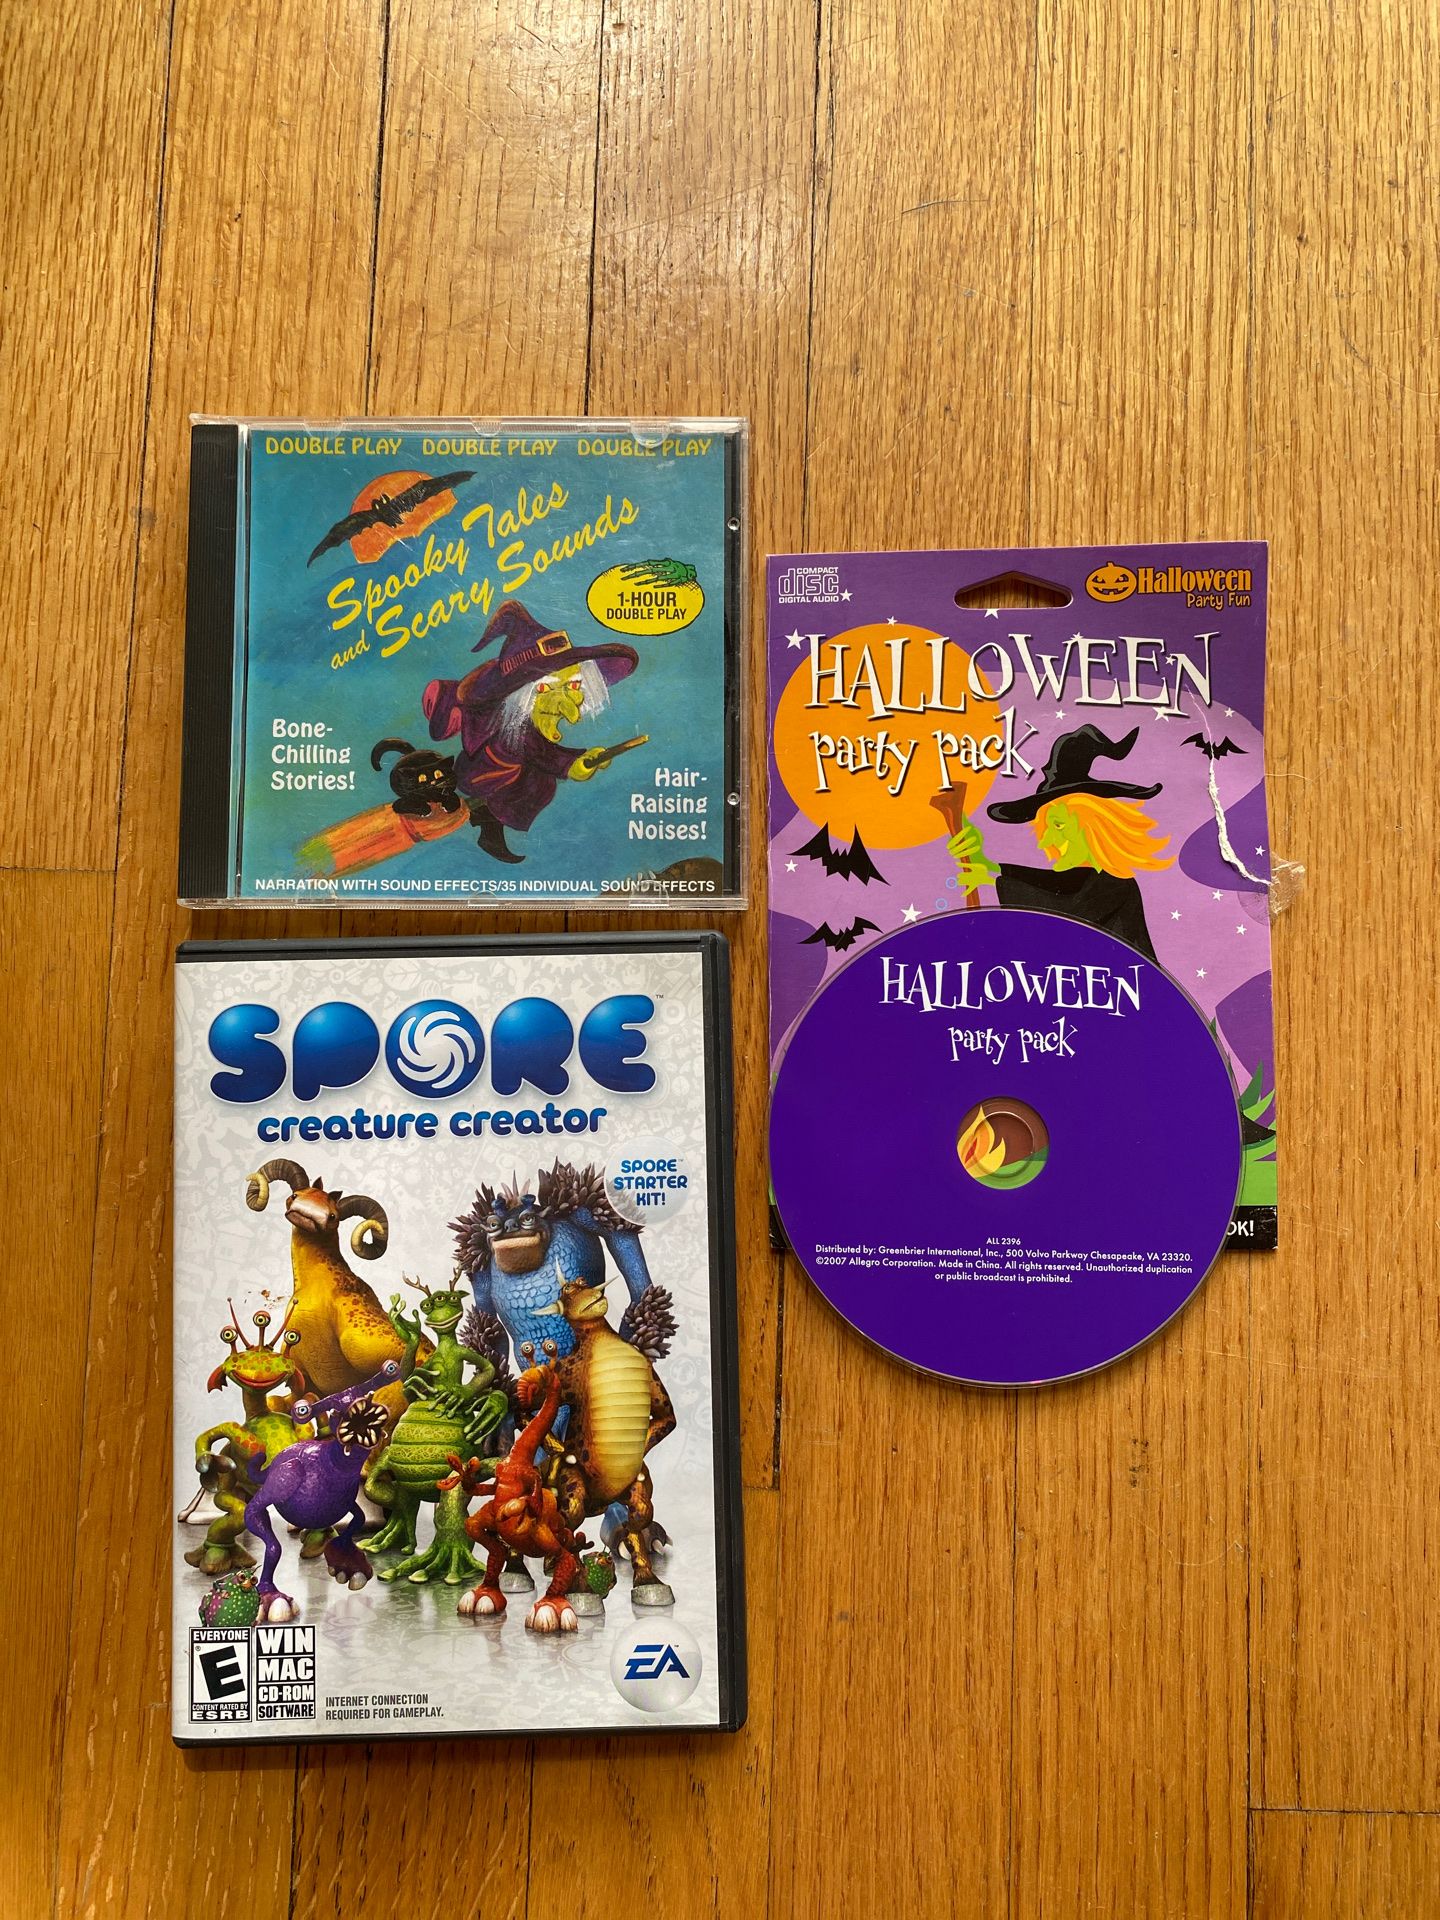 DOUBLE PLAY DOUBLE PLAY DOUBLE PLAY
Spooky Tales
and Scary Sounds
1-HOUR
DOUBLE PLAY
Bone-
Chilling
Stories!
Hair-
Raising
Noises!
NARRATION WITH SOUND EFFECTS/35 INDIVIDUAL SOUND EFFECTS
COMPACT
disc
DIGITAL AUDIO
Halloween
Party Fun
HALLOWEEN
party pack
HALLOWEEN
party pack
ALL 2396
Distributed by: Greenbrier International, Inc., 500 Volvo Parkway Chesapeake, VA 23320.
©2007 Allegro Corporation. Made in China. All rights reserved. Unauthorized duplication
or public broadcast is prohibited.
OK!
SPORE™
creature creator
SPORE™
STARTER
KIT!
EVERYONE
E
®
CONTENT RATED BY
ESRB
WIN
MAC
CD-ROM
SOFTWARE
INTERNET CONNECTION
REQUIRED FOR GAMEPLAY.
EA™